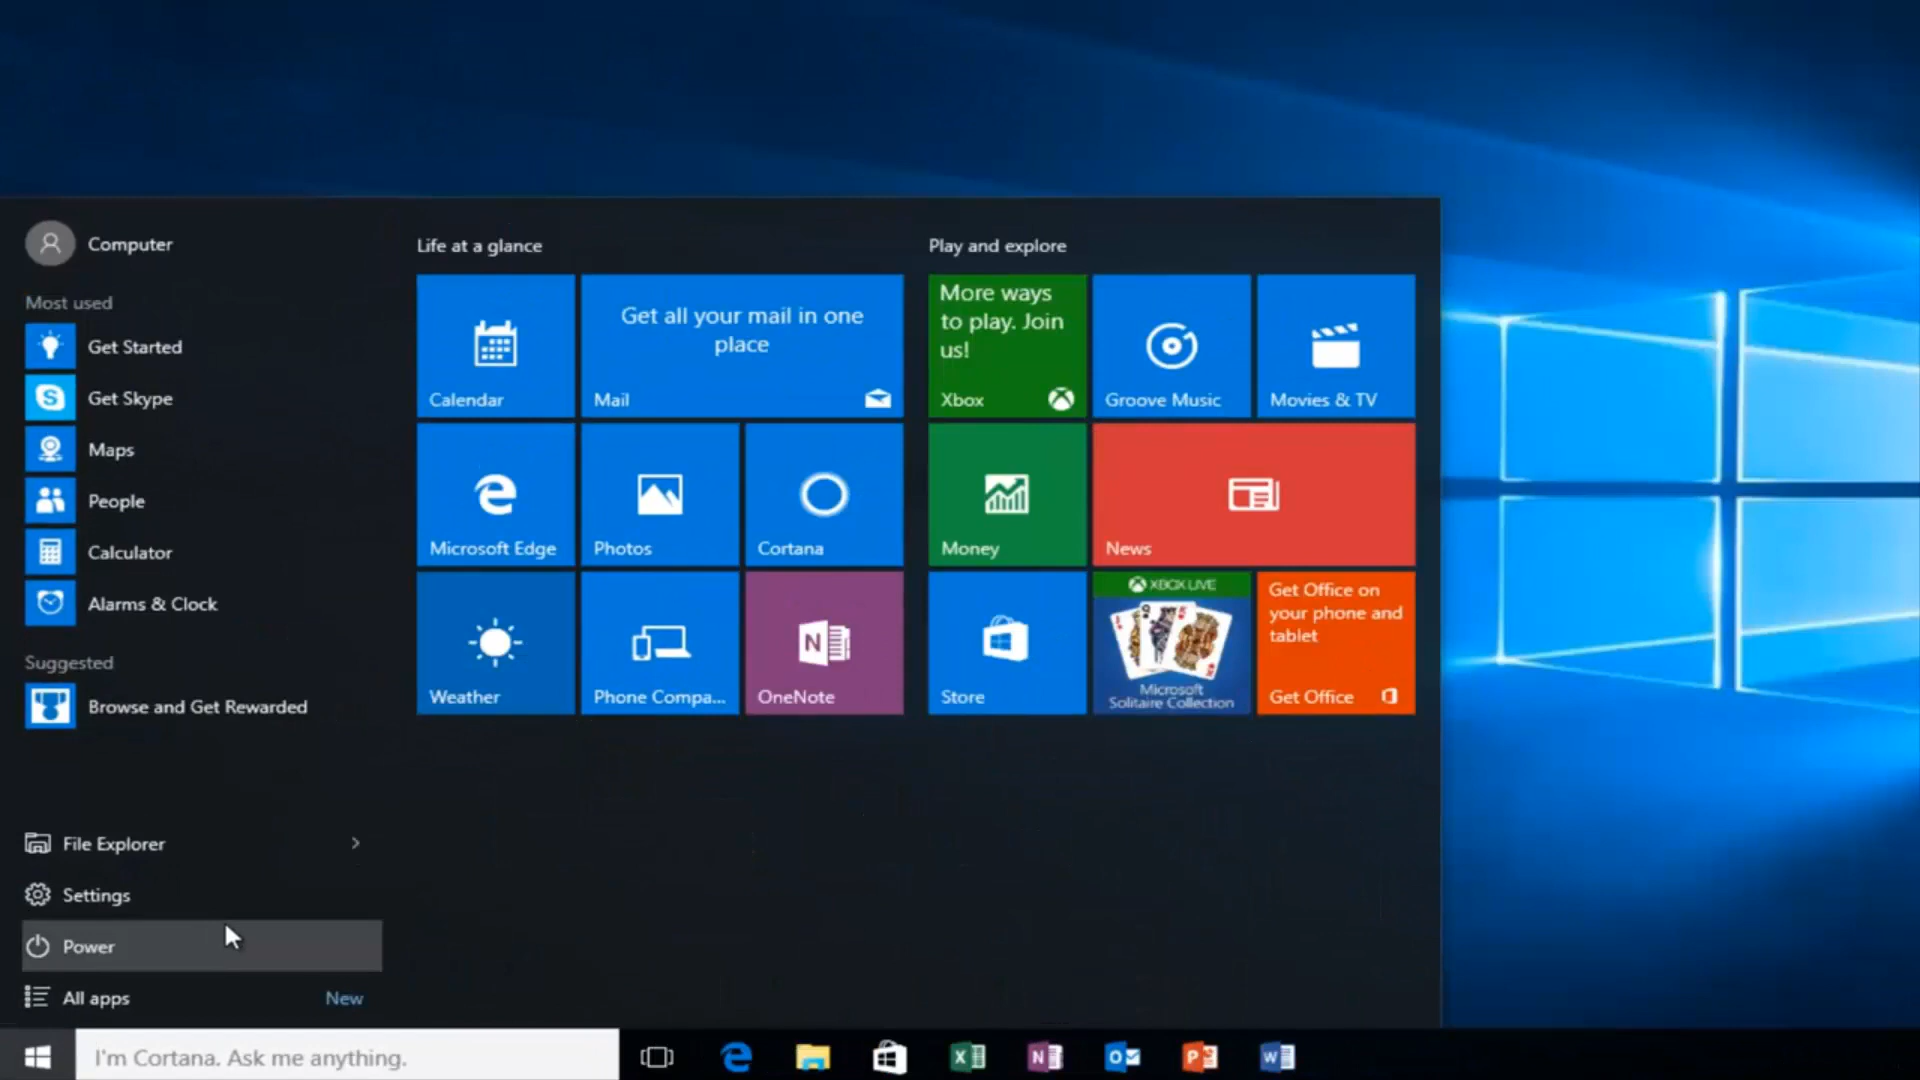 Computer
Most used
Get Started
Get Skype
Maps
People
Calculator
Alarms & Clock
Suggested
Browse and Get Rewarded
File Explorer
Settings
Power
All apps
New
Life at a glance
Calendar
Get all your mail in one
place
Mail
Microsoft Edge
Photos
Cortana
Weather
Phone Compa...
N
OneNote
Play and explore
More ways
to play. Join
us!
Xbox
Groove Music
Movies & TV
Money
News
Store
XBOX LIVE
Microsoft
Solitaire Collection
Get Office on
your phone and
tablet
Get Office
I'm Cortana. Ask me anything.